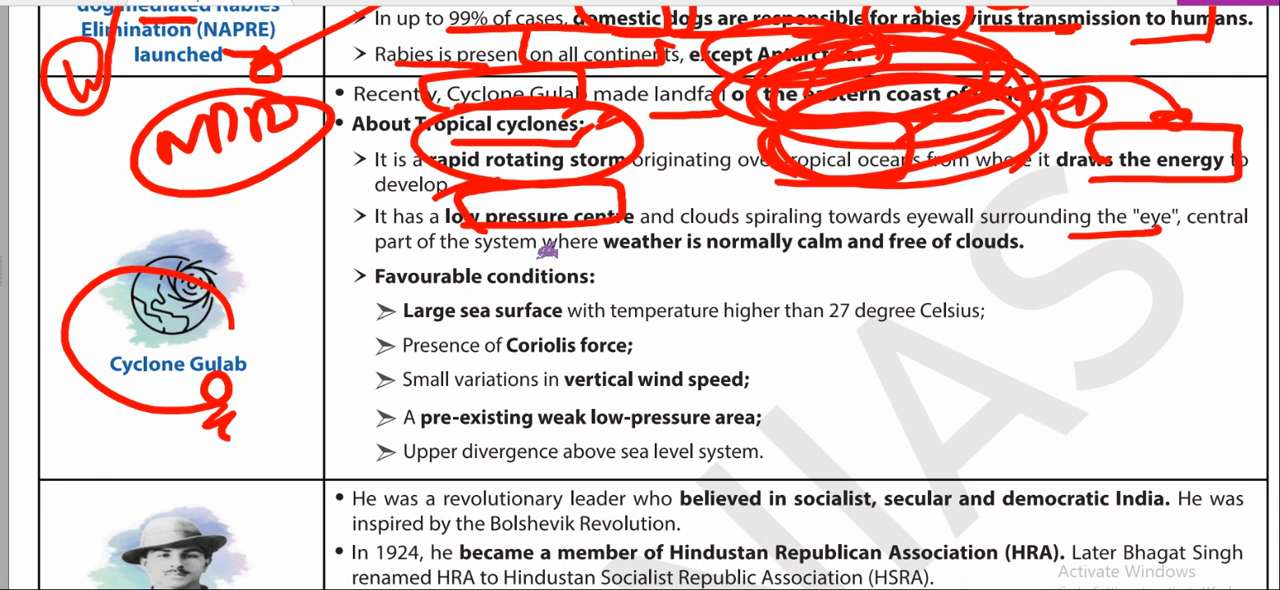 dog mediated Rabies
Elimination (NAPRE)
launched
➢ In up to 99% of cases, domestic dogs are responsible for rabies virus transmission to humans.
➢ Rabies is present on all continents, except Antarctica.
W
Cyclone Gulab
• Recently, Cyclone Gulab made landfall on the eastern coast of
• About Tropical cyclones:
➢ It is a rapid rotating storm originating over tropical oceans from where it draws the energy to
develop
➢ It has a low pressure centre and clouds spiraling towards eyewall surrounding the "eye", central
part of the system where weather is normally calm and free of clouds.
➢ Favourable conditions:
➢ Large sea surface with temperature higher than 27 degree Celsius;
➢ Presence of Coriolis force;
➢ Small variations in vertical wind speed;
➢ A pre-existing weak low-pressure area;
➢ Upper divergence above sea level system.
• He was a revolutionary leader who believed in socialist, secular and democratic India. He was
inspired by the Bolshevik Revolution.
• In 1924, he became a member of Hindustan Republican Association (HRA). Later Bhagat Singh
renamed HRA to Hindustan Socialist Republic Association (HSRA).
NIAS
Activate Windows